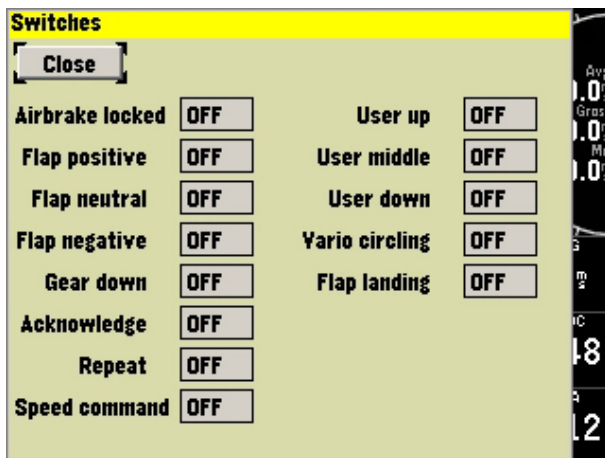 Switches
Close
Airbrake locked OFF User up OFF
Flap positive OFF User middle OFF
Flap neutral OFF User down OFF
Flap negative OFF Vario circling OFF
Gear down OFF Flap landing OFF
Acknowledge OFF
Repeat OFF
Speed command OFF